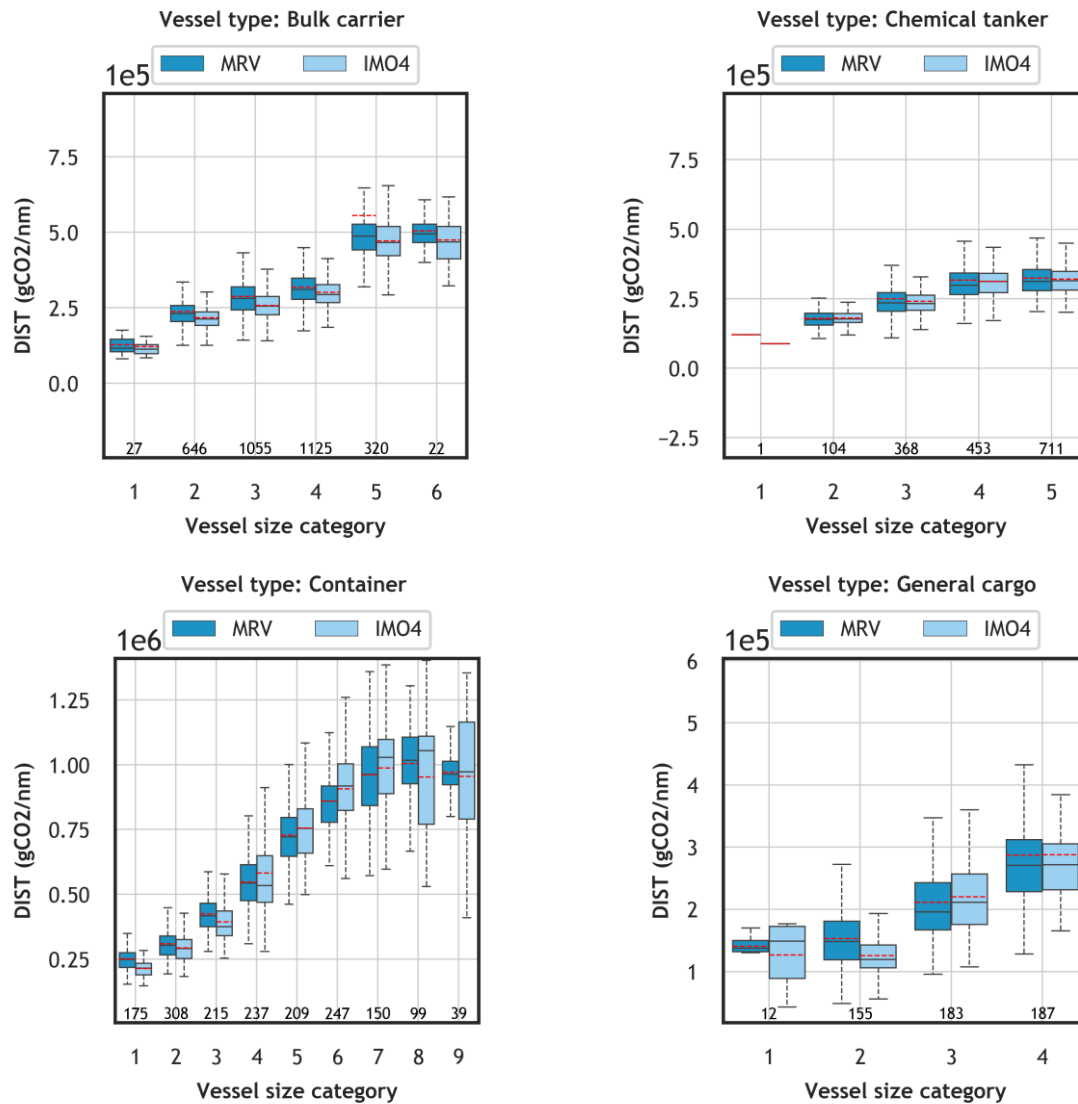 Vessel type: Bulk carrier
MRV IMO4
1e5
7.5
5.0
2.5
0.0
DIST (gCO2/nm)
27 646 1055 1125 320 22
1 2 3 4 5 6
Vessel size category
Vessel type: Chemical tanker
MRV IMO4
1e5
7.5
5.0
2.5
0.0
−2.5
DIST (gCO2/nm)
1 104 368 453 711
1 2 3 4 5
Vessel size category
Vessel type: Container
MRV IMO4
1e6
1.25
1.00
0.75
0.50
0.25
DIST (gCO2/nm)
175 308 215 237 209 247 150 99 39
1 2 3 4 5 6 7 8 9
Vessel size category
Vessel type: General cargo
MRV IMO4
1e5
6
5
4
3
2
1
DIST (gCO2/nm)
12 155 183 187
1 2 3 4
Vessel size category